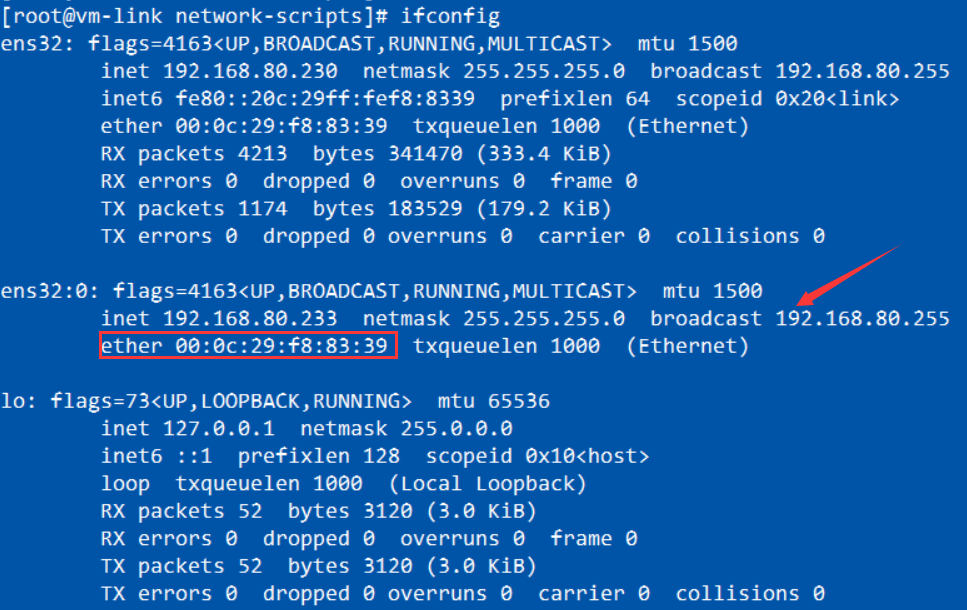 [root@vm-link network-scripts]# ifconfig
ens32: flags=4163<UP,BROADCAST,RUNNING,MULTICAST>  mtu 1500
        inet 192.168.80.230  netmask 255.255.255.0  broadcast 192.168.80.255
        inet6 fe80::20c:29ff:fef8:8339  prefixlen 64  scopeid 0x20<link>
        ether 00:0c:29:f8:83:39  txqueuelen 1000  (Ethernet)
        RX packets 4213  bytes 341470 (333.4 KiB)
        RX errors 0  dropped 0  overruns 0  frame 0
        TX packets 1174  bytes 183529 (179.2 KiB)
        TX errors 0  dropped 0 overruns 0  carrier 0  collisions 0

ens32:0: flags=4163<UP,BROADCAST,RUNNING,MULTICAST>  mtu 1500
        inet 192.168.80.233  netmask 255.255.255.0  broadcast 192.168.80.255
        ether 00:0c:29:f8:83:39  txqueuelen 1000  (Ethernet)

lo: flags=73<UP,LOOPBACK,RUNNING>  mtu 65536
        inet 127.0.0.1  netmask 255.0.0.0
        inet6 ::1  prefixlen 128  scopeid 0x10<host>
        loop  txqueuelen 1000  (Local Loopback)
        RX packets 52  bytes 3120 (3.0 KiB)
        RX errors 0  dropped 0  overruns 0  frame 0
        TX packets 52  bytes 3120 (3.0 KiB)
        TX errors 0  dropped 0 overruns 0  carrier 0  collisions 0